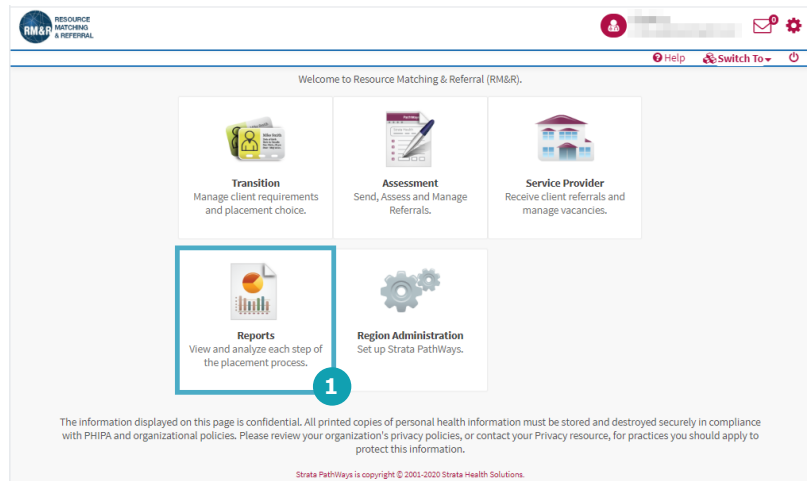 RM&R
RESOURCE
MATCHING
& REFERRAL
0
Help
Switch To
Welcome to Resource Matching & Referral (RM&R).
Transition
Manage client requirements
and placement choice.
Assessment
Send, Assess and Manage
Referrals.
Service Provider
Receive client referrals and
manage vacancies.
Reports
View and analyze each step of
the placement process.
Region Administration
Set up Strata PathWays.
1
The information displayed on this page is confidential. All printed copies of personal health information must be stored and destroyed securely in compliance
with PHIPA and organizational policies. Please review your organization's privacy policies, or contact your Privacy resource, for practices you should apply to
protect this information.
Strata PathWays is copyright © 2001-2020 Strata Health Solutions.